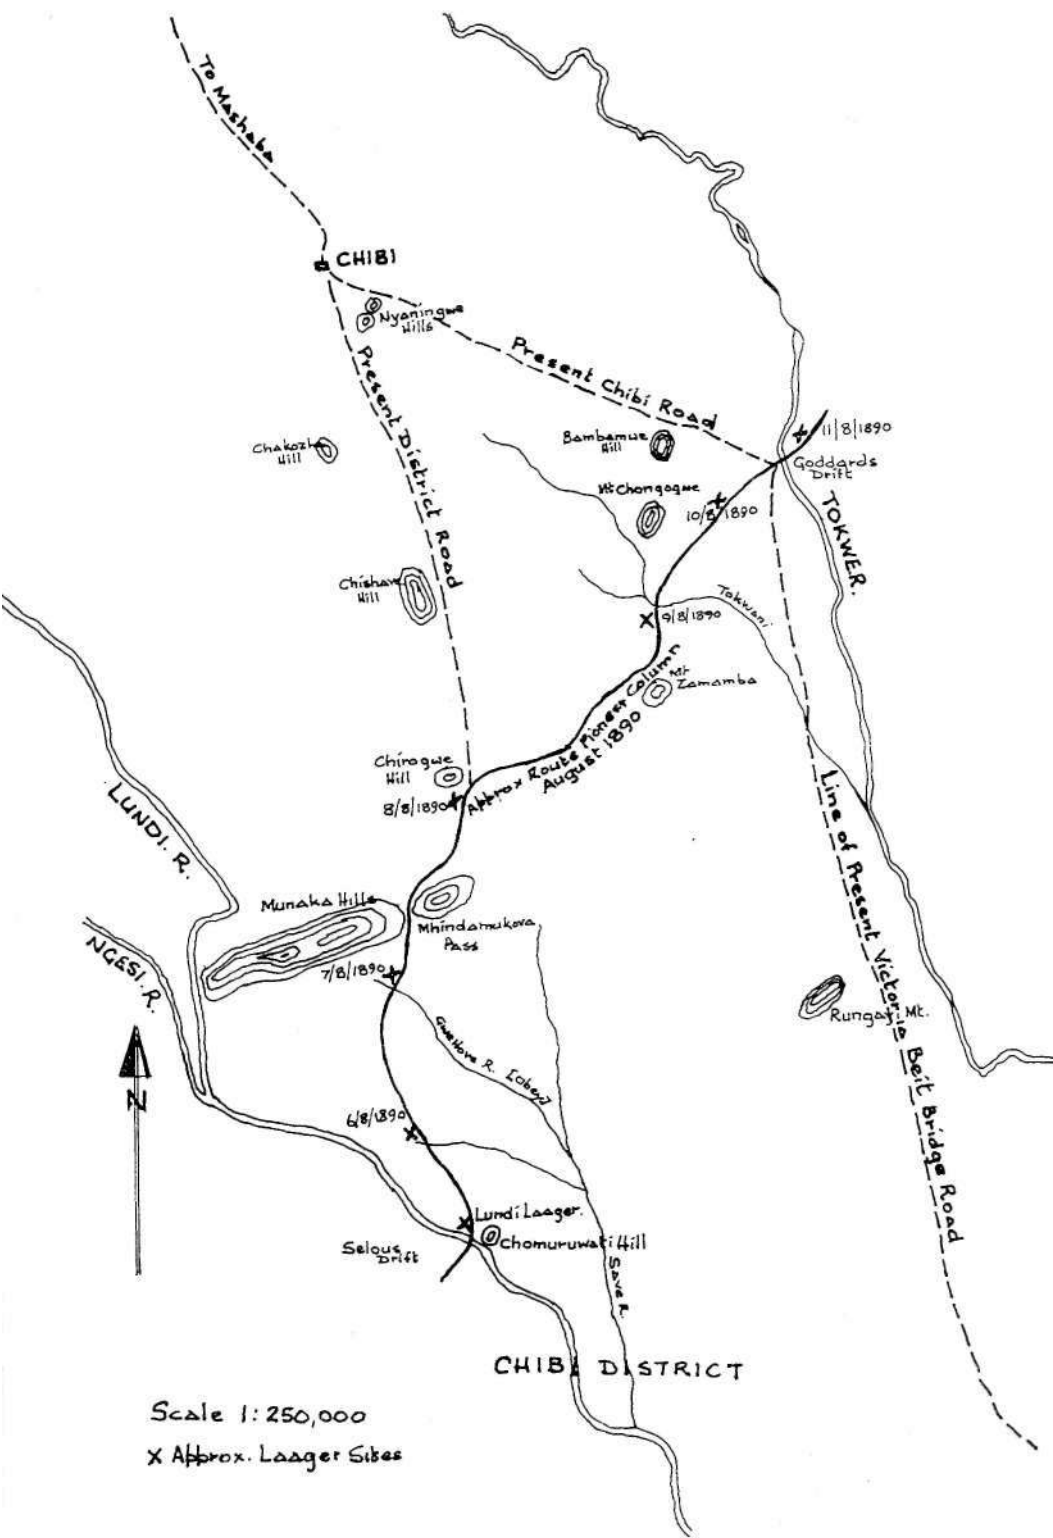 To Mashaba
CHIBI
Nyaningwe
Hills
Present Chibi Road
Present District Road
Bambamwe
Hill
11/8/1890
Goddards
Drift
Chakozha
Hill
Mt Chongogwe
10/8/1890
TOKWE R.
Chishave
Hill
Tokwani
9/8/1890
Mt
Zamamba
Approx Route Pioneer Column
August 1890
Chirogwe
Hill
8/8/1890
LUNDI. R.
Line of Present Victoria Beit Bridge Road
Munaka Hills
Mhindamukova
Pass
NGESI. R.
7/8/1890
Rungai Mt.
N
6/8/1890
Lundi Laager.
Chomuruwati Hill
Selous
Drift
Save R.
CHIBI DISTRICT
Scale 1:250,000
X Approx. Laager Sites